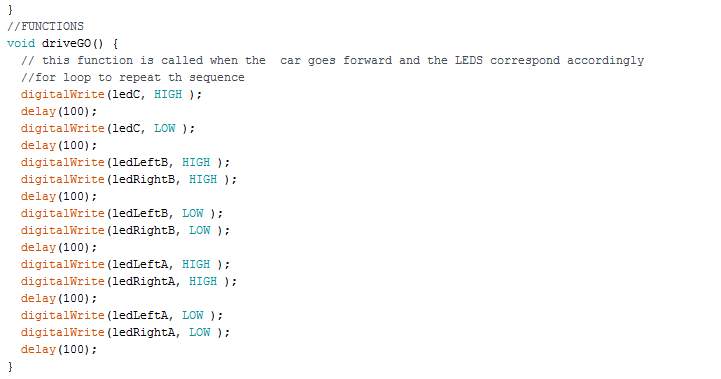 }
//FUNCTIONS
void driveGO() {
  // this function is called when the  car goes forward and the LEDS correspond accordingly
  //for loop to repeat th sequence
  digitalWrite(ledC, HIGH );
  delay(100);
  digitalWrite(ledC, LOW );
  delay(100);
  digitalWrite(ledLeftB, HIGH );
  digitalWrite(ledRightB, HIGH );
  delay(100);
  digitalWrite(ledLeftB, LOW );
  digitalWrite(ledRightB, LOW );
  delay(100);
  digitalWrite(ledLeftA, HIGH );
  digitalWrite(ledRightA, HIGH );
  delay(100);
  digitalWrite(ledLeftA, LOW );
  digitalWrite(ledRightA, LOW );
  delay(100);
}